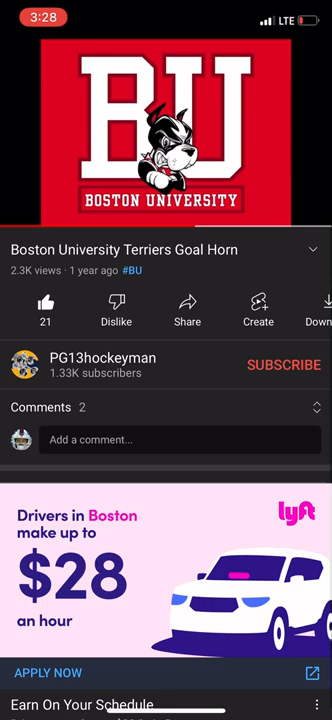 3:28
LTE
BU
BOSTON UNIVERSITY
Boston University Terriers Goal Horn
2.3K views · 1 year ago #BU
21
Dislike
Share
Create
Down
PG13hockeyman
1.33K subscribers
SUBSCRIBE
Comments 2
Add a comment...
lyft
Drivers in Boston
make up to
$28
an hour
APPLY NOW
Earn On Your Schedule